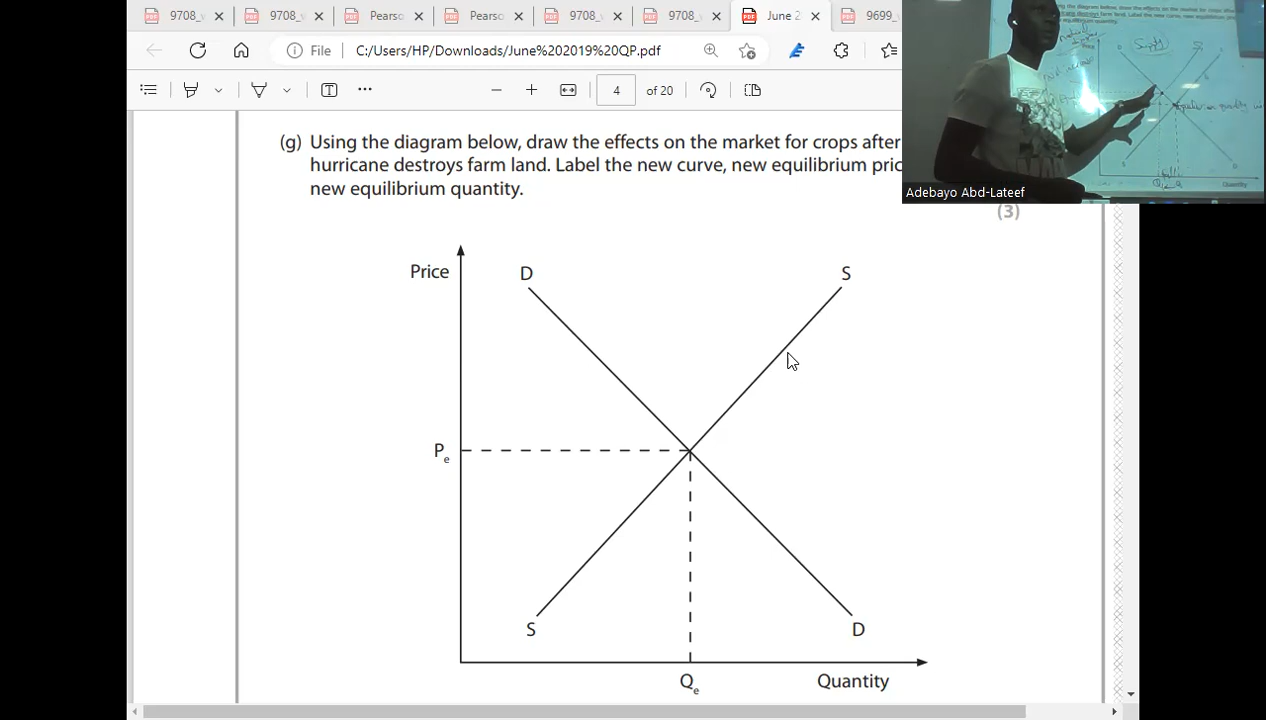 9708_
9708_
Pearso
Pearso
9708_
9708_
June 2
9699_
File
C:/Users/HP/Downloads/June%202019%20QP.pdf
4
of 20
(g) Using the diagram below, draw the effects on the market for crops after
hurricane destroys farm land. Label the new curve, new equilibrium pric
new equilibrium quantity.
(3)
Adebayo Abd-Lateef
Price
D
S
Pe
S
D
Qe
Quantity